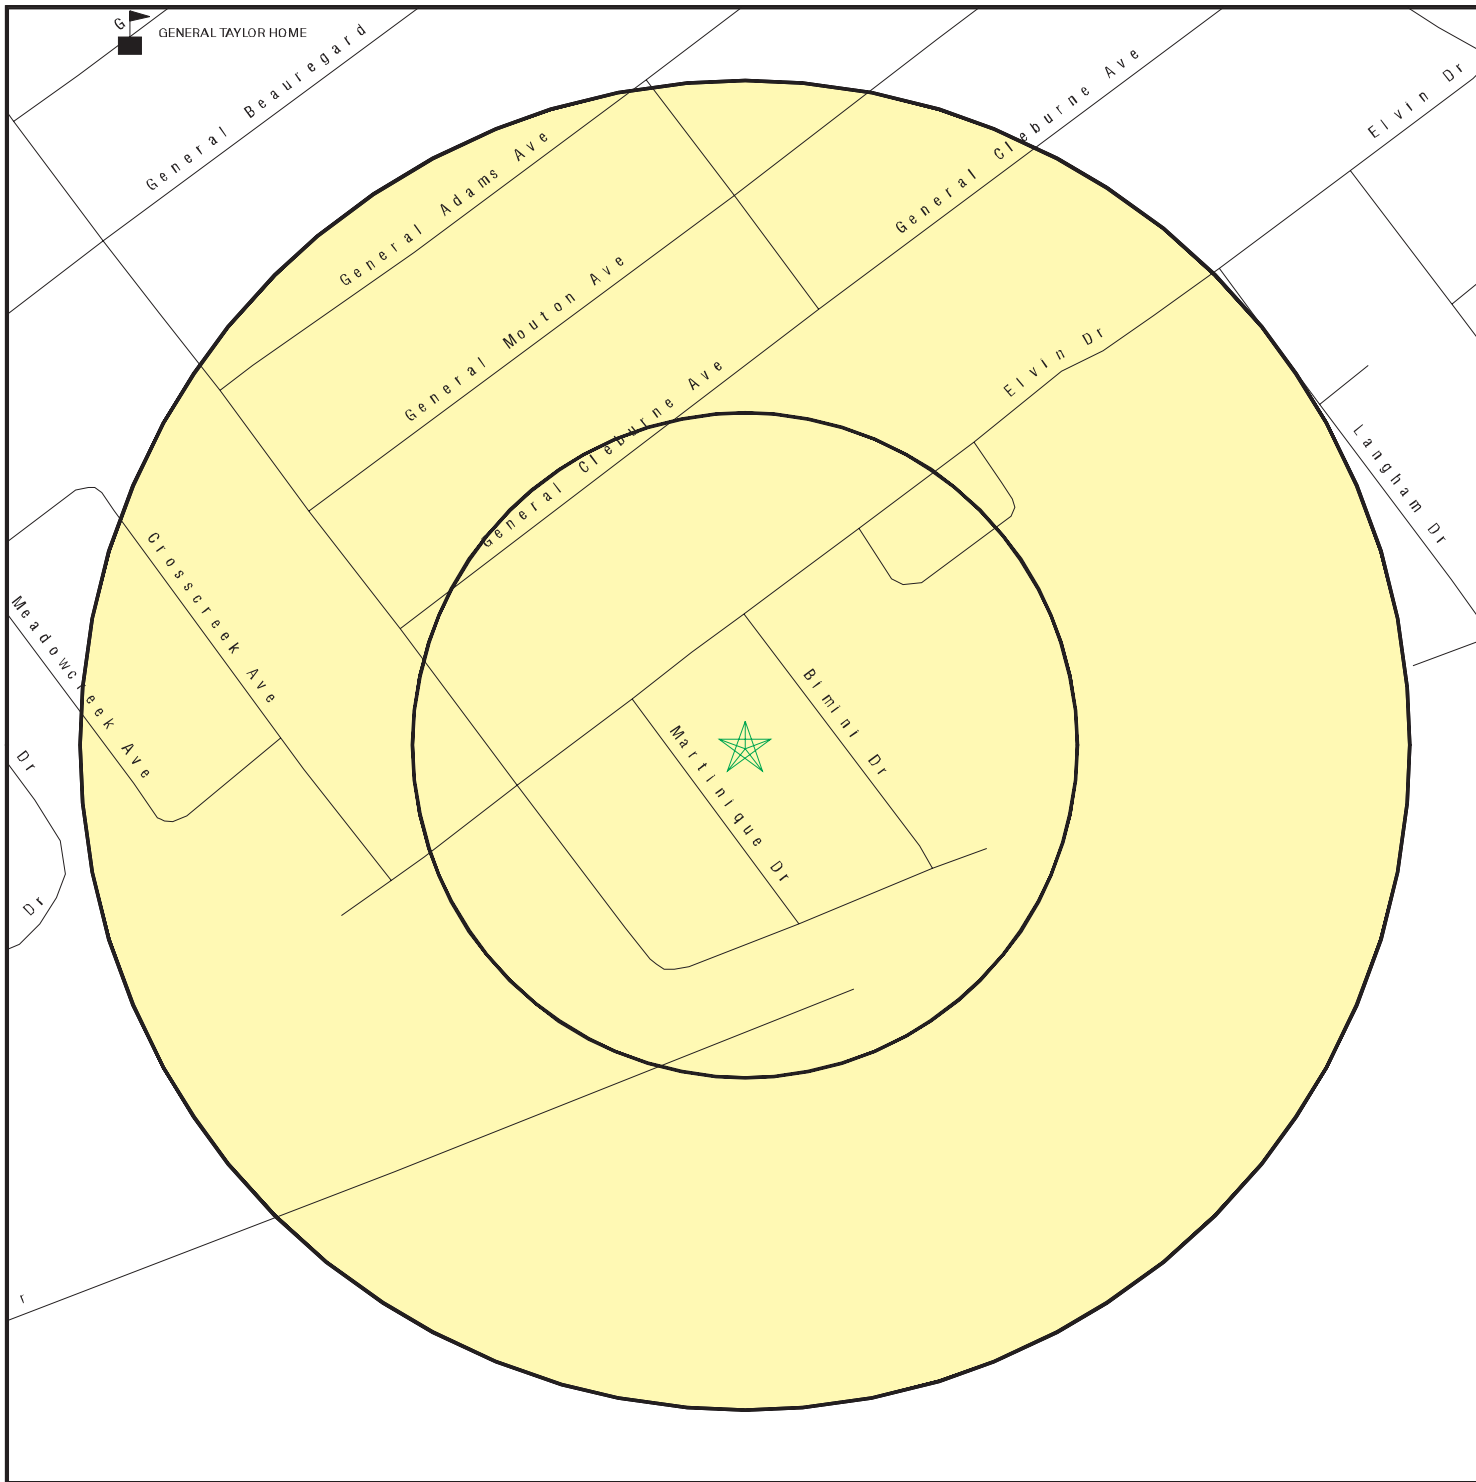 G
GENERAL TAYLOR HOME
General Beauregard
General Adams Ave
General Cleburne Ave
Elvin Dr
General Mouton Ave
General Cleburne Ave
Elvin Dr
Langham Dr
Crosscreek Ave
Meadowcreek Ave
Bimini Dr
Martinique Dr
Dr
Dr
r